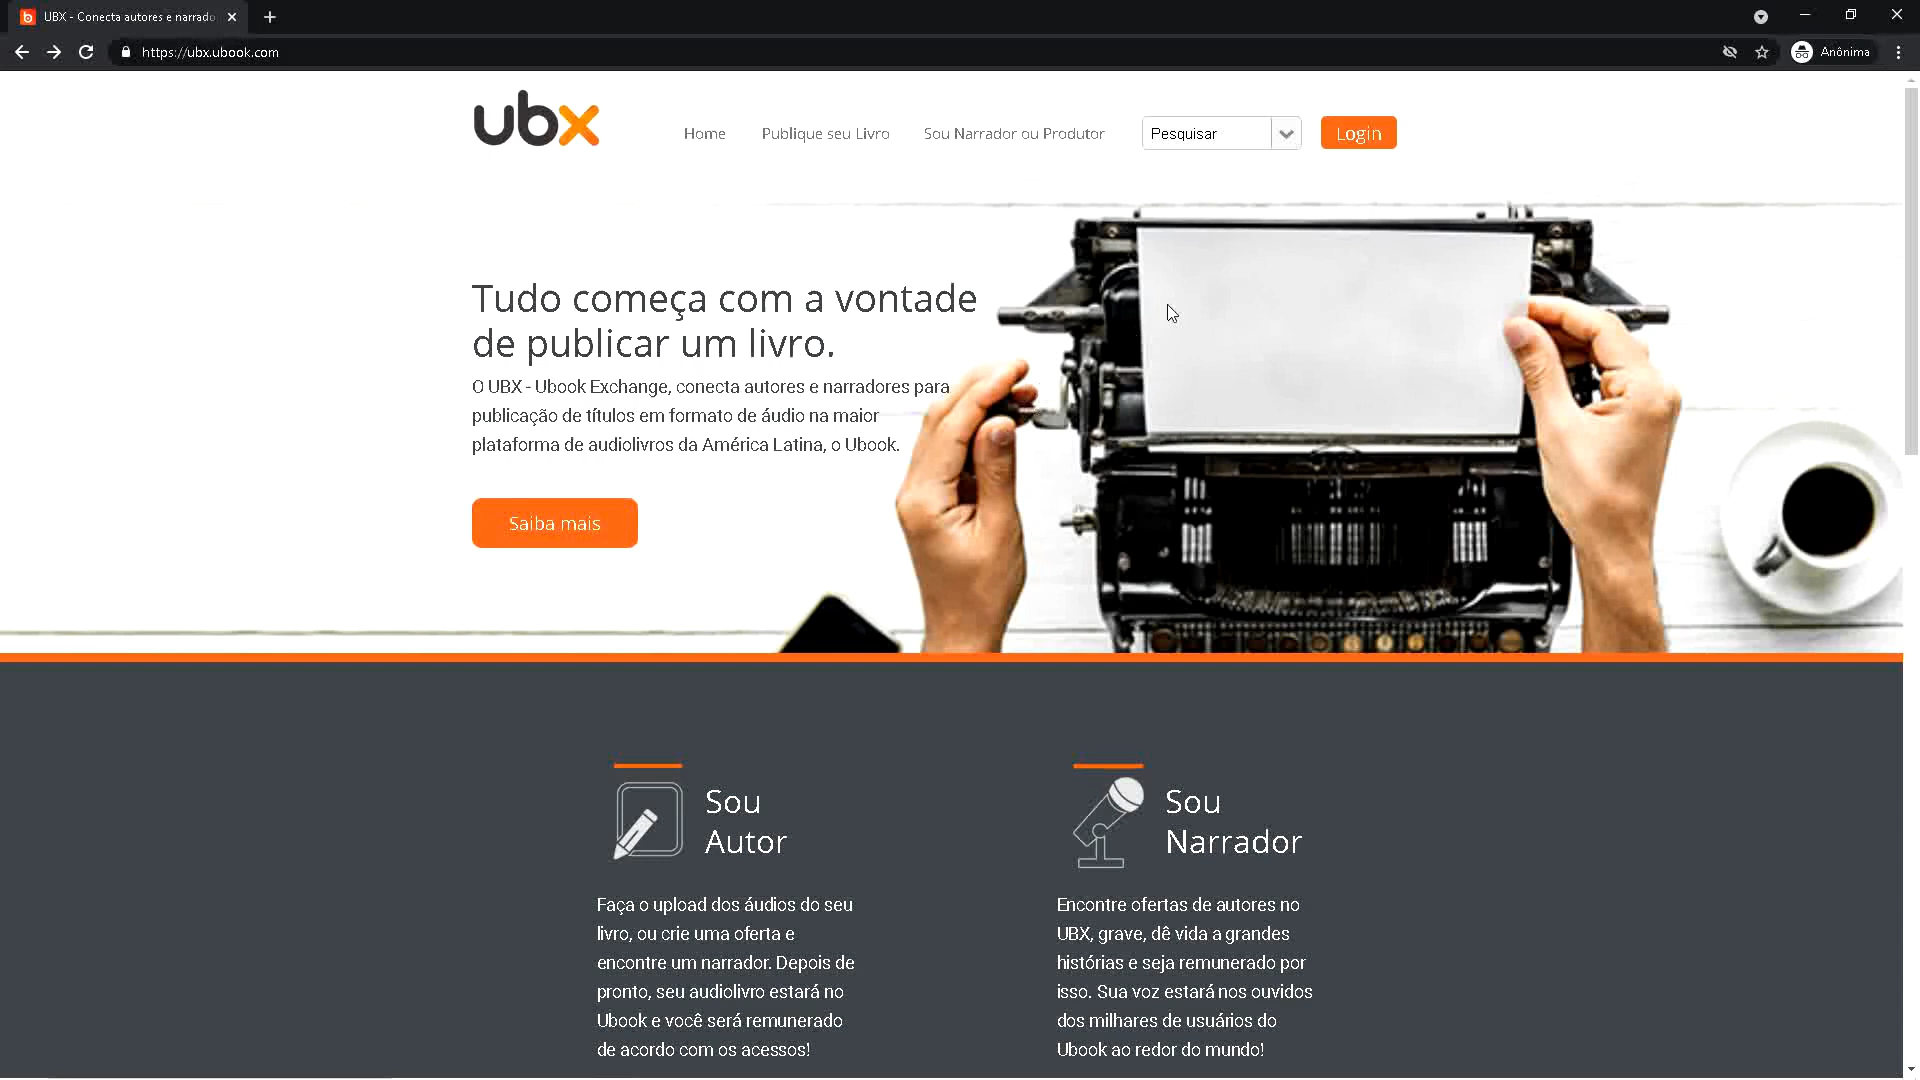 UBX - Conecta autores e narrado
https://ubx.ubook.com
Anônima
ubx
Home
Publique seu Livro
Sou Narrador ou Produtor
Pesquisar
Login
Tudo começa com a vontade
de publicar um livro.
O UBX - Ubook Exchange, conecta autores e narradores para
publicação de títulos em formato de áudio na maior
plataforma de audiolivros da América Latina, o Ubook.
Saiba mais
Sou
Autor
Faça o upload dos áudios do seu
livro, ou crie uma oferta e
encontre um narrador. Depois de
pronto, seu audiolivro estará no
Ubook e você será remunerado
de acordo com os acessos!
Sou
Narrador
Encontre ofertas de autores no
UBX, grave, dê vida a grandes
histórias e seja remunerado por
isso. Sua voz estará nos ouvidos
dos milhares de usuários do
Ubook ao redor do mundo!